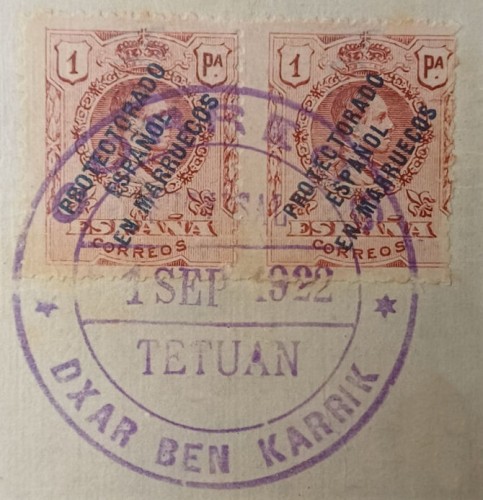 1 PA
PROTECTORADO
ESPAÑOL
EN MARRUECOS
ESPAÑA
CORREOS
1 PA
PROTECTORADO
ESPAÑOL
EN MARRUECOS
ESPAÑA
CORREOS
1 SEP 1922
TETUAN
DXAR BEN KARRIK